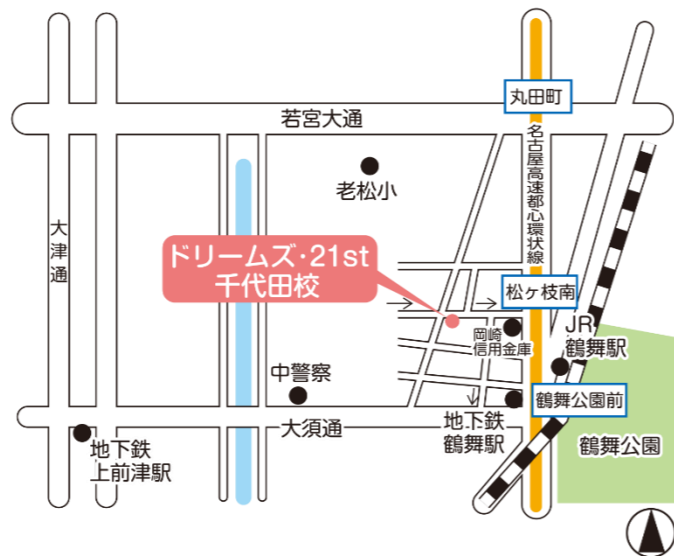 丸田町
若宮大通
名古屋高速都心環状線
老松小
大津通
ドリームズ・21st
千代田校
松ヶ枝南
岡崎
信用金庫
JR
鶴舞駅
中警察
鶴舞公園前
大須通
地下鉄
鶴舞駅
鶴舞公園
地下鉄
上前津駅